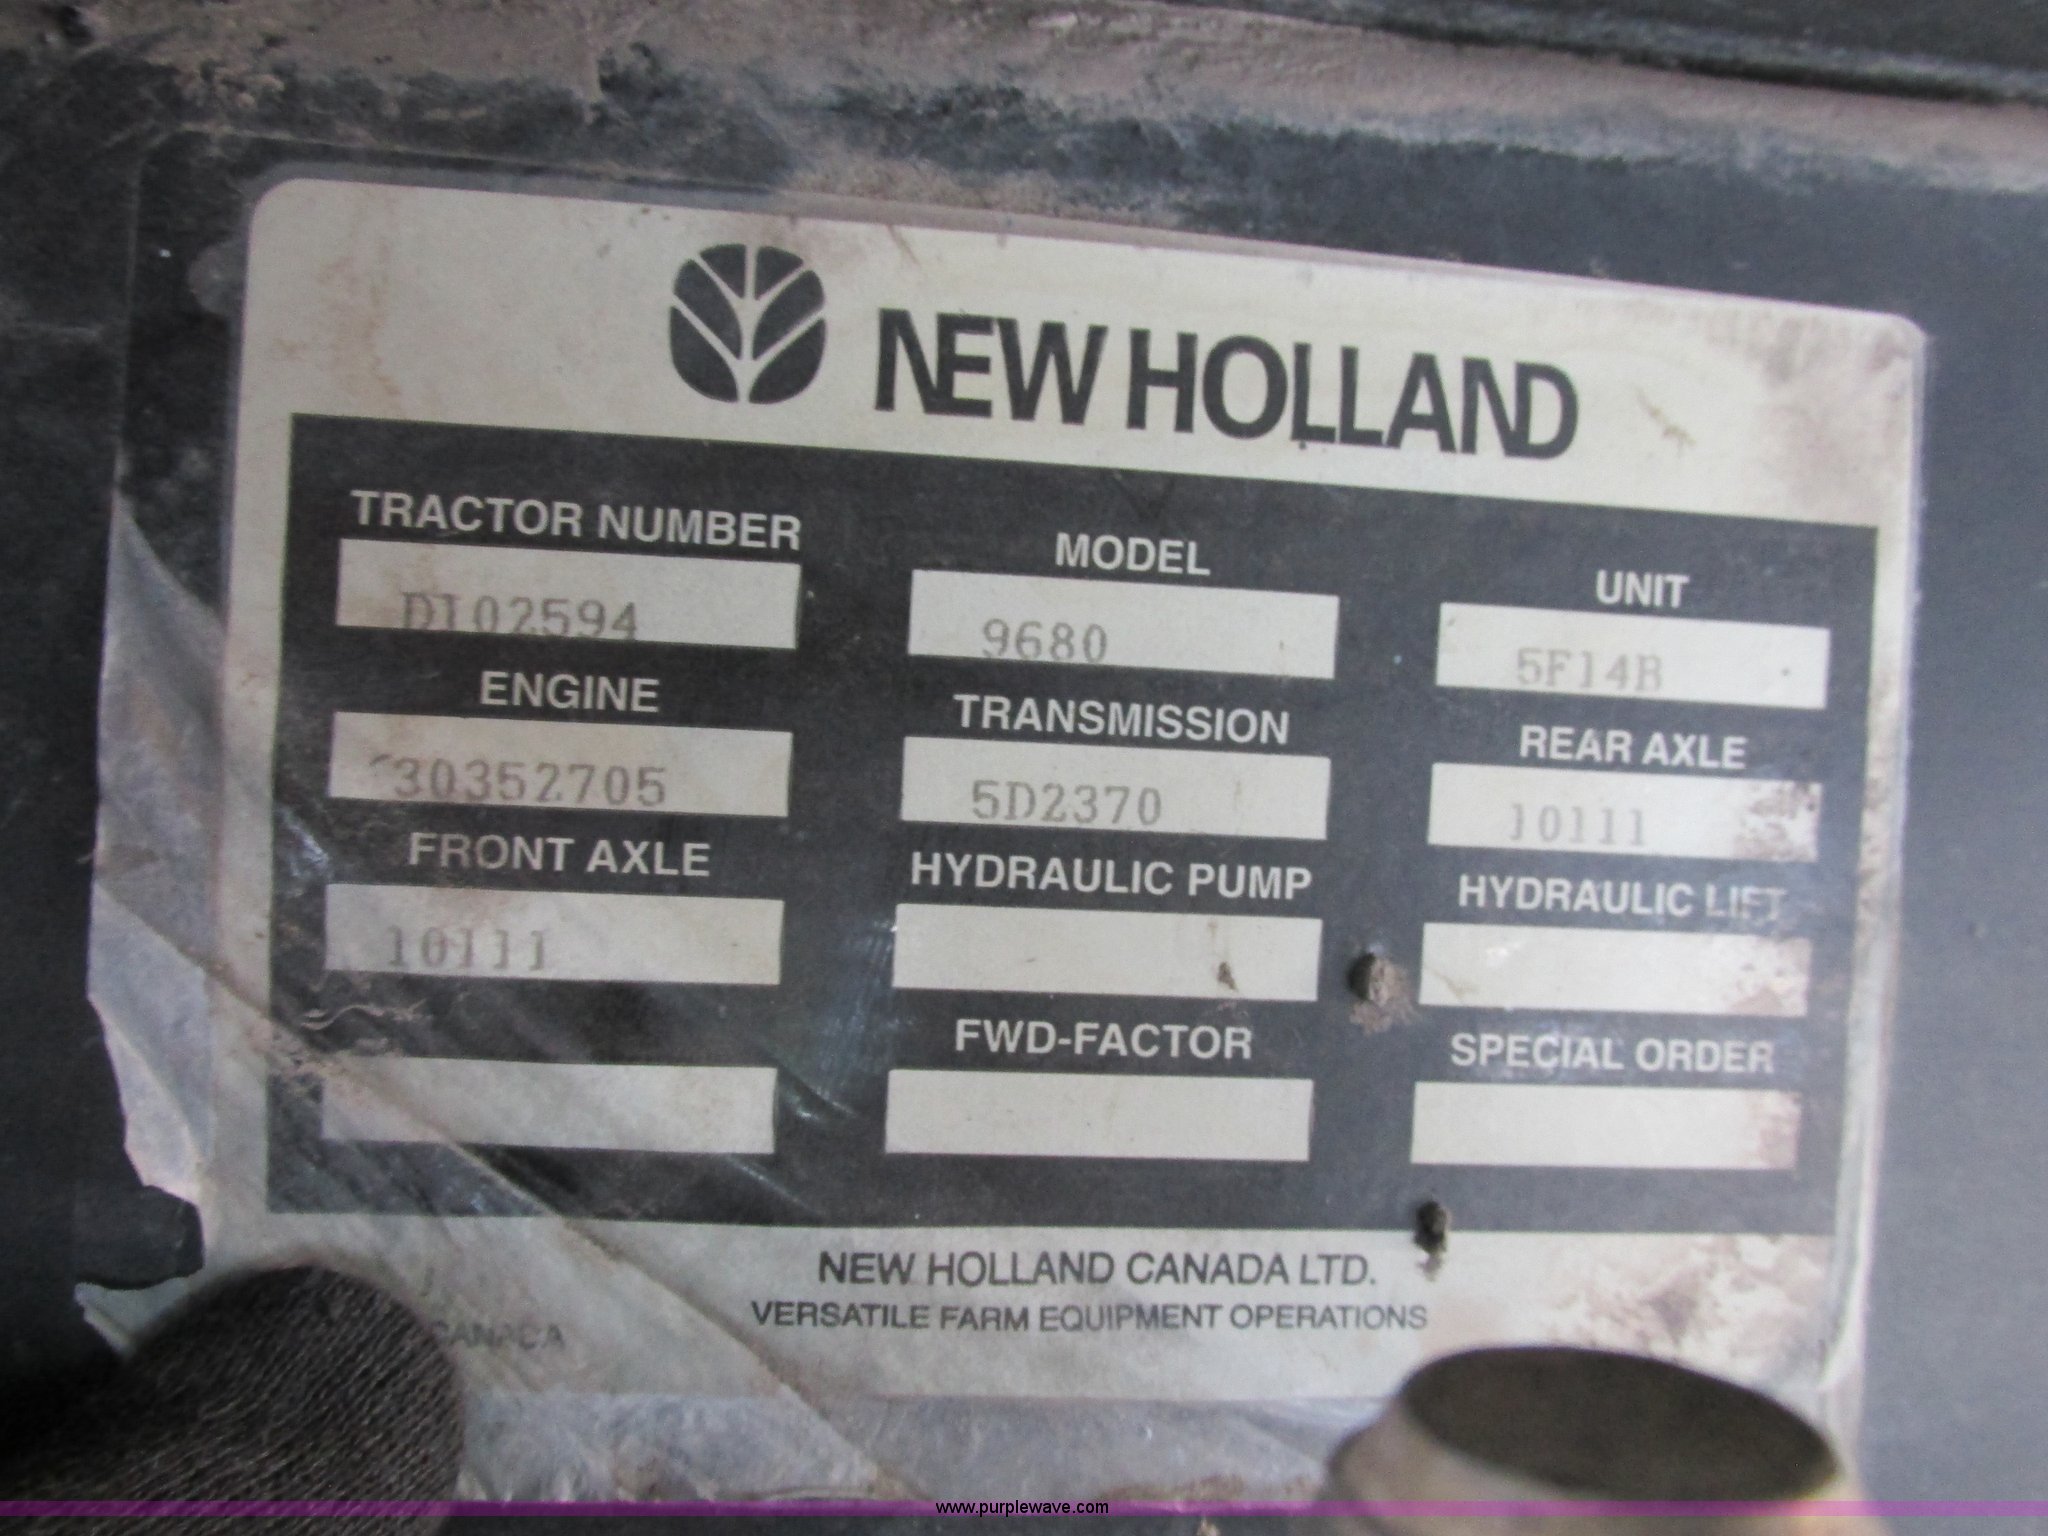 NEW HOLLAND
TRACTOR NUMBER MODEL UNIT
D102594 9680 5F14B
ENGINE TRANSMISSION REAR AXLE
30352705 5D2370 10111
FRONT AXLE HYDRAULIC PUMP HYDRAULIC LIFT
10111
FWD-FACTOR SPECIAL ORDER
NEW HOLLAND CANADA LTD.
VERSATILE FARM EQUIPMENT OPERATIONS
CANADA
www.purplewave.com